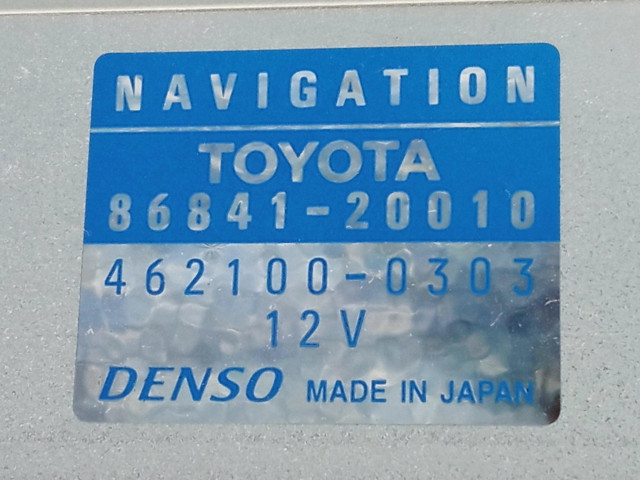 NAVIGATION
TOYOTA
86841-20010
462100-0303
12V
DENSO MADE IN JAPAN